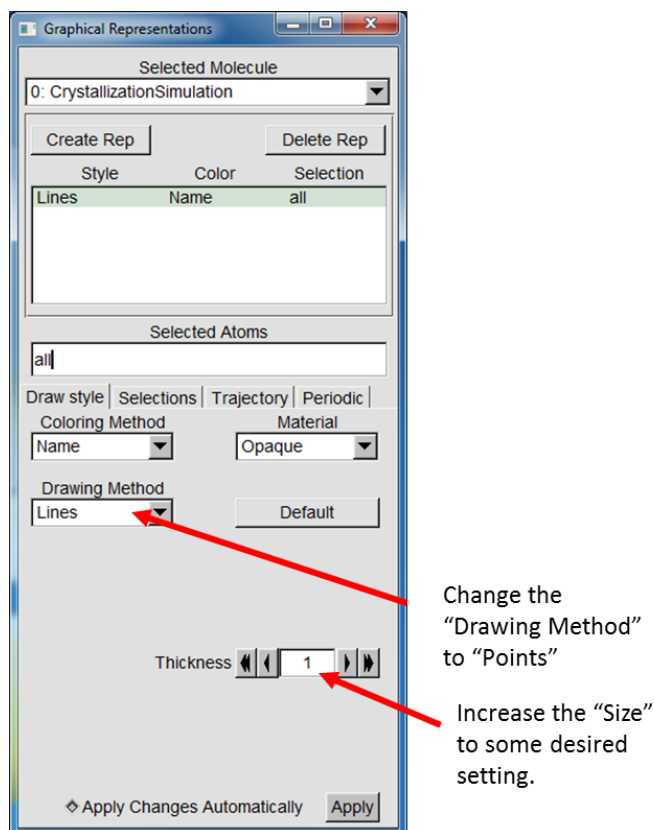 Graphical Representations
Selected Molecule
0: CrystallizationSimulation
Create Rep Delete Rep
Style Color Selection
Lines Name all
Selected Atoms
all
Draw style Selections Trajectory Periodic
Coloring Method Material
Name Opaque
Drawing Method
Lines Default
Change the
“Drawing Method”
to “Points”
Thickness 1
Increase the “Size”
to some desired
setting.
Apply Changes Automatically Apply